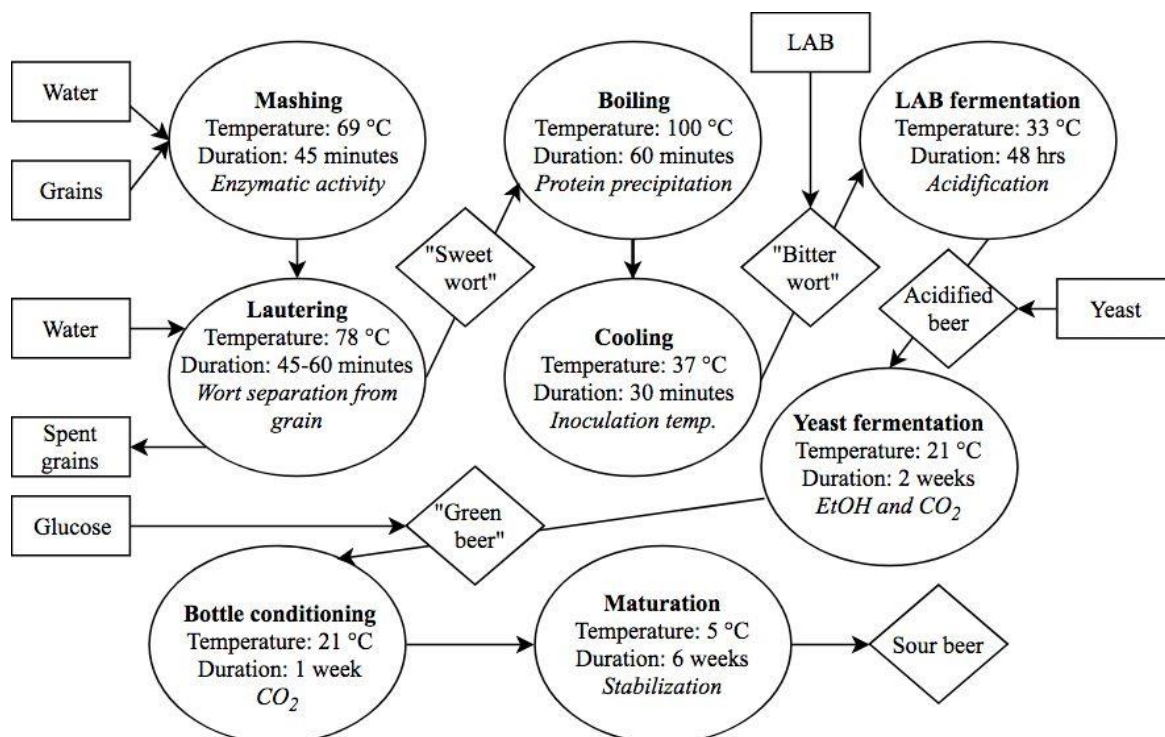 Water
Grains
Mashing
Temperature: 69 °C
Duration: 45 minutes
Enzymatic activity
Water
Lautering
Temperature: 78 °C
Duration: 45-60 minutes
Wort separation from
grain
Spent
grains
"Sweet
wort"
Boiling
Temperature: 100 °C
Duration: 60 minutes
Protein precipitation
Cooling
Temperature: 37 °C
Duration: 30 minutes
Inoculation temp.
LAB
"Bitter
wort"
LAB fermentation
Temperature: 33 °C
Duration: 48 hrs
Acidification
Acidified
beer
Yeast
Yeast fermentation
Temperature: 21 °C
Duration: 2 weeks
EtOH and CO₂
Glucose
"Green
beer"
Bottle conditioning
Temperature: 21 °C
Duration: 1 week
CO₂
Maturation
Temperature: 5 °C
Duration: 6 weeks
Stabilization
Sour beer